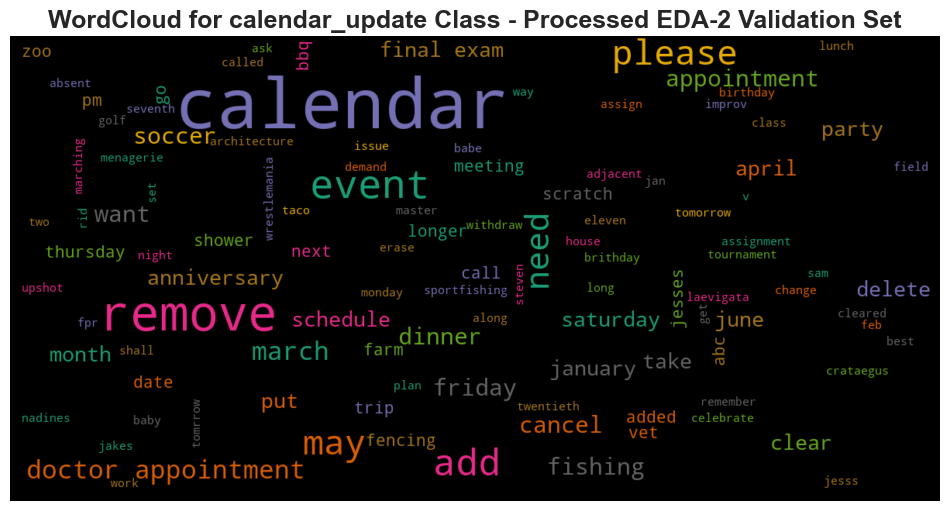 WordCloud for calendar_update Class - Processed EDA-2 Validation Set
zoo
ask
called
bbq
final exam
please
lunch
absent
pm
go
seventh
golf
calendar
way
appointment
birthday
assign
improv
class
party
soccer
architecture
issue
menagerie
marching
set
rid
two
want
wrestlemania
demand
babe
meeting
event
taco
master
adjacent
jan
april
field
scratch
v
tomorrow
eleven
need
withdraw
longer
erase
thursday
night
shower
next
house
brithday
assignment
tournament
upshot
anniversary
monday
call
sportfishing
steven
long
jesses
laevigata
get
sam
change
delete
fpr
remove
schedule
along
saturday
june
cleared
feb
best
month
shall
march
farm
dinner
january
take
abc
crataegus
date
put
plan
friday
trip
twentieth
cancel
added
vet
remember
celebrate
nadines
baby
tomrrow
jakes
may
fencing
clear
doctor appointment
work
add
fishing
jesss